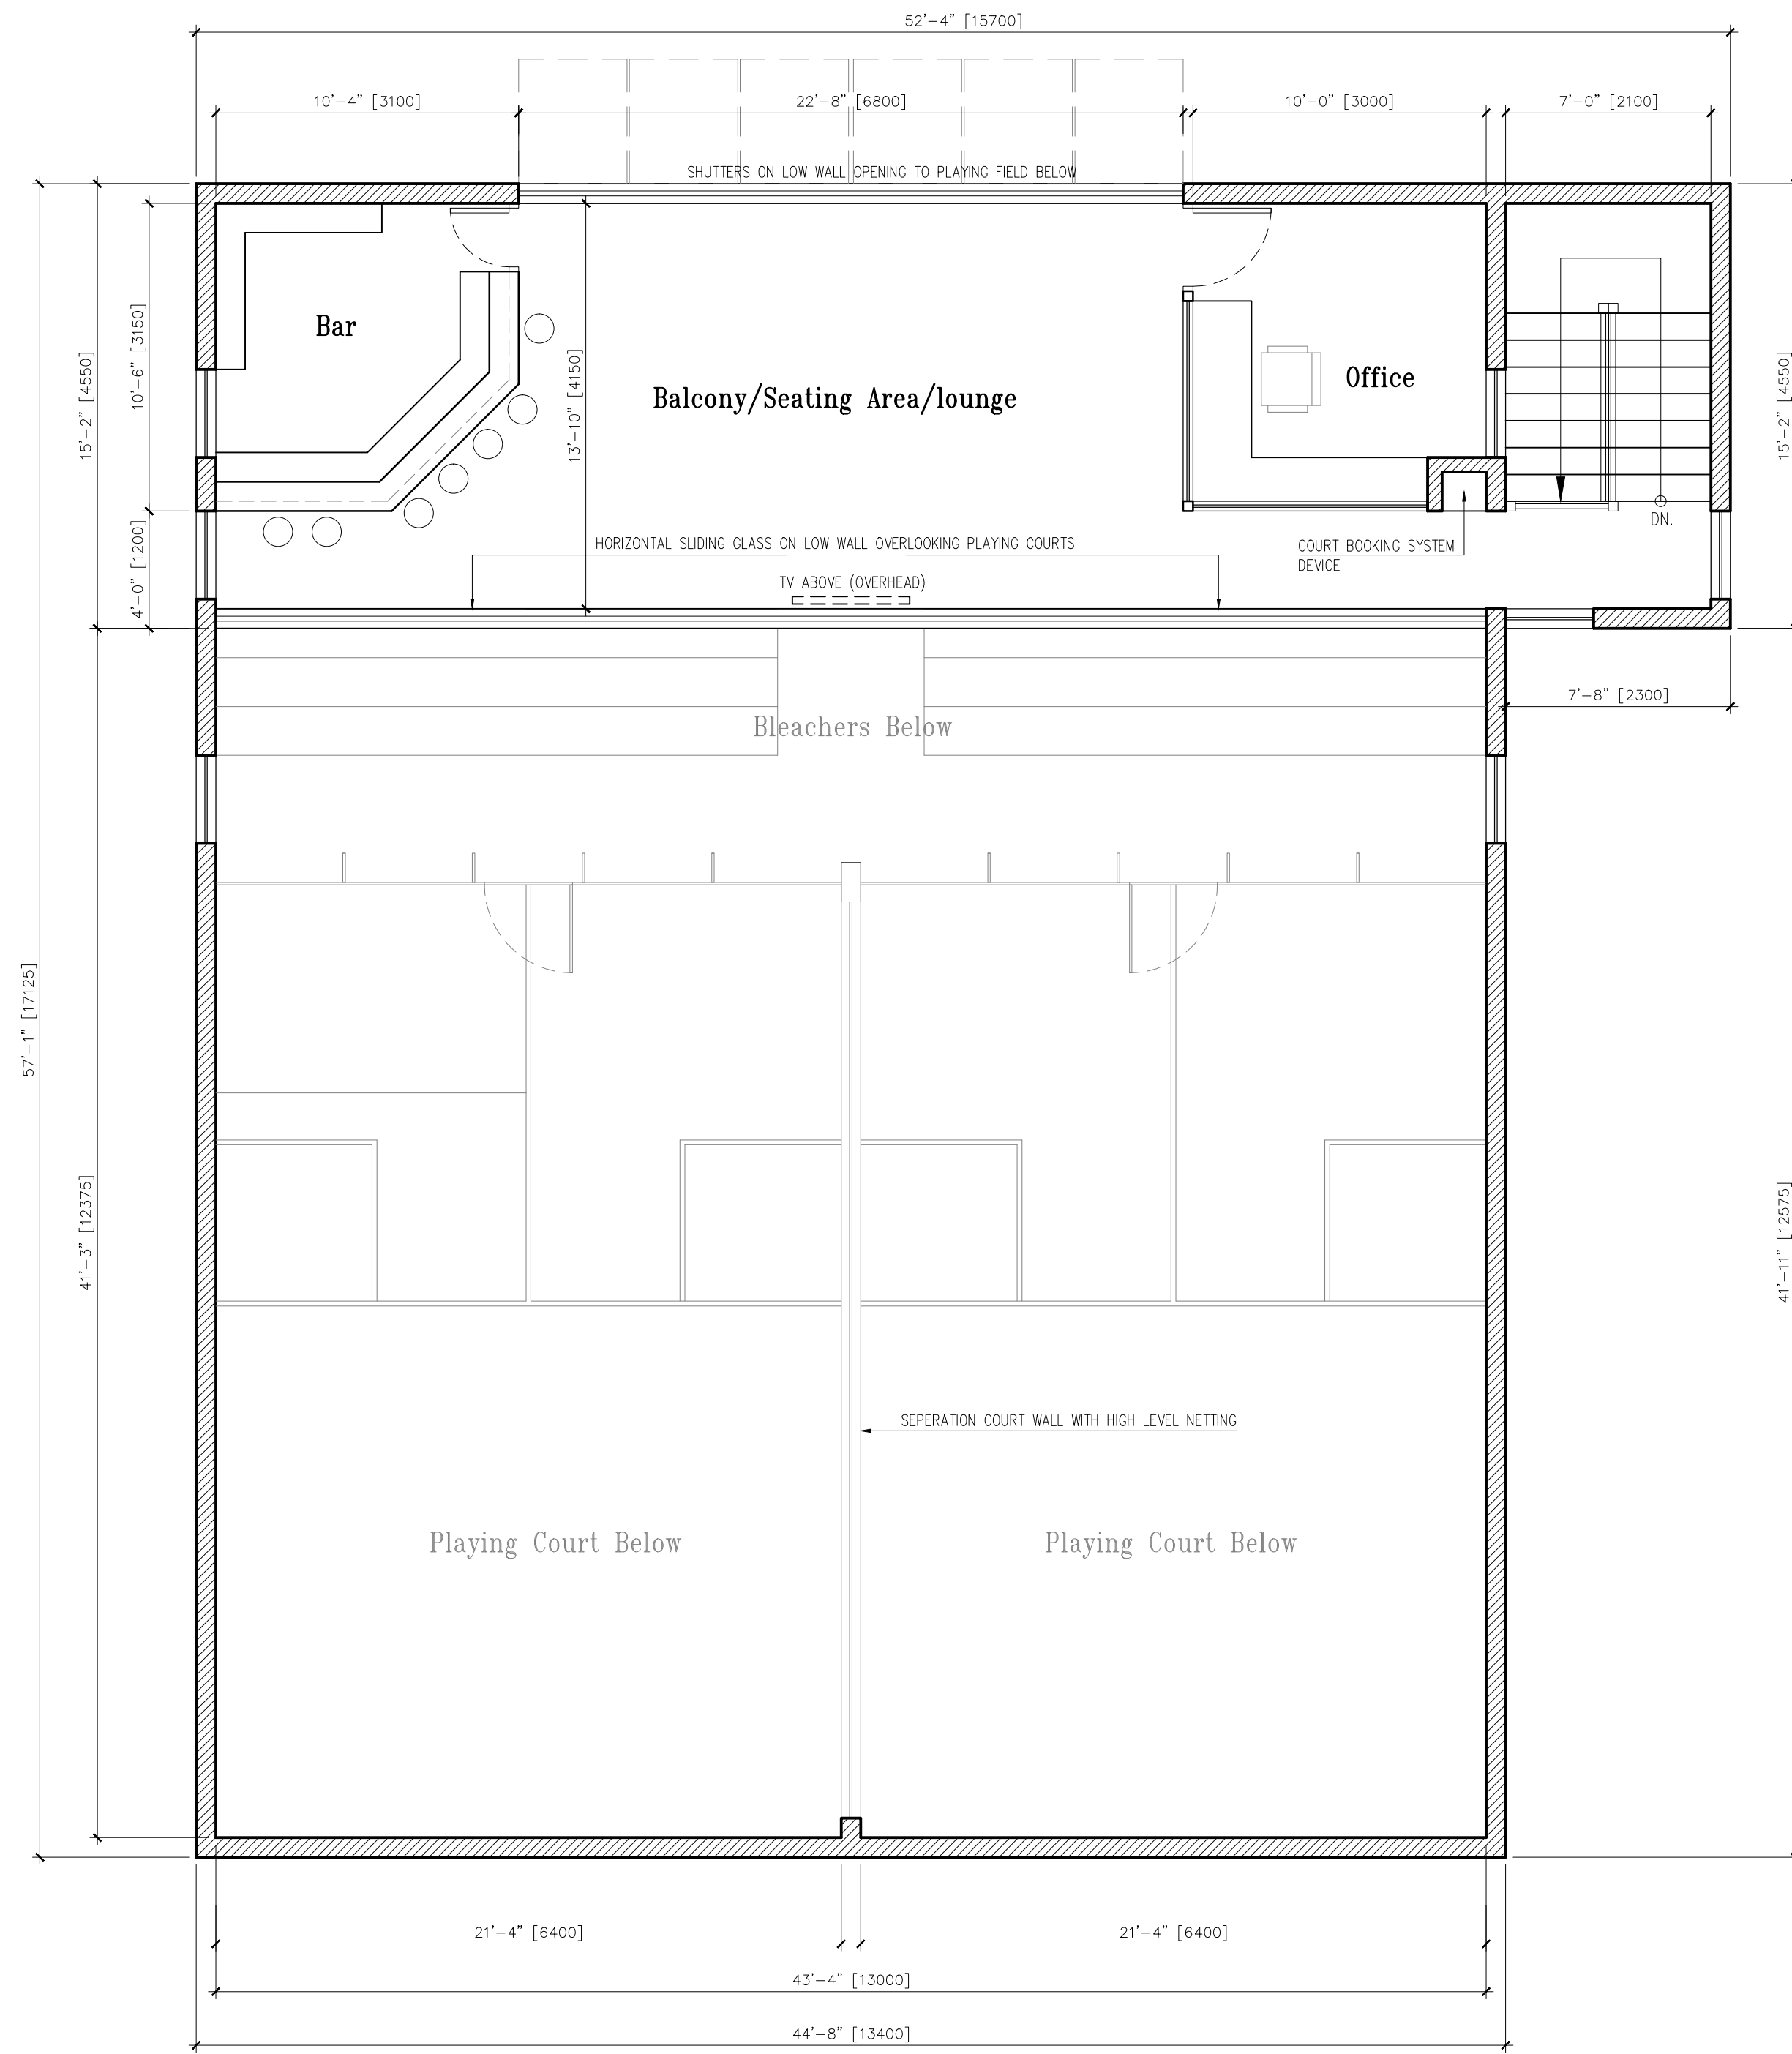 52'-4" [15700]
10'-4" [3100]
22'-8" [6800]
10'-0" [3000]
7'-0" [2100]
SHUTTERS ON LOW WALL OPENING TO PLAYING FIELD BELOW
Bar
Balcony/Seating Area/lounge
Office
15'-2" [4550]
10'-6" [3150]
13'-10" [4150]
15'-2" [4550]
DN.
4'-0" [1200]
HORIZONTAL SLIDING GLASS ON LOW WALL OVERLOOKING PLAYING COURTS
COURT BOOKING SYSTEM
DEVICE
TV ABOVE (OVERHEAD)
7'-8" [2300]
Bleachers Below
57'-1" [17125]
41'-3" [12375]
41'-11" [12575]
SEPERATION COURT WALL WITH HIGH LEVEL NETTING
Playing Court Below
Playing Court Below
21'-4" [6400]
21'-4" [6400]
43'-4" [13000]
44'-8" [13400]